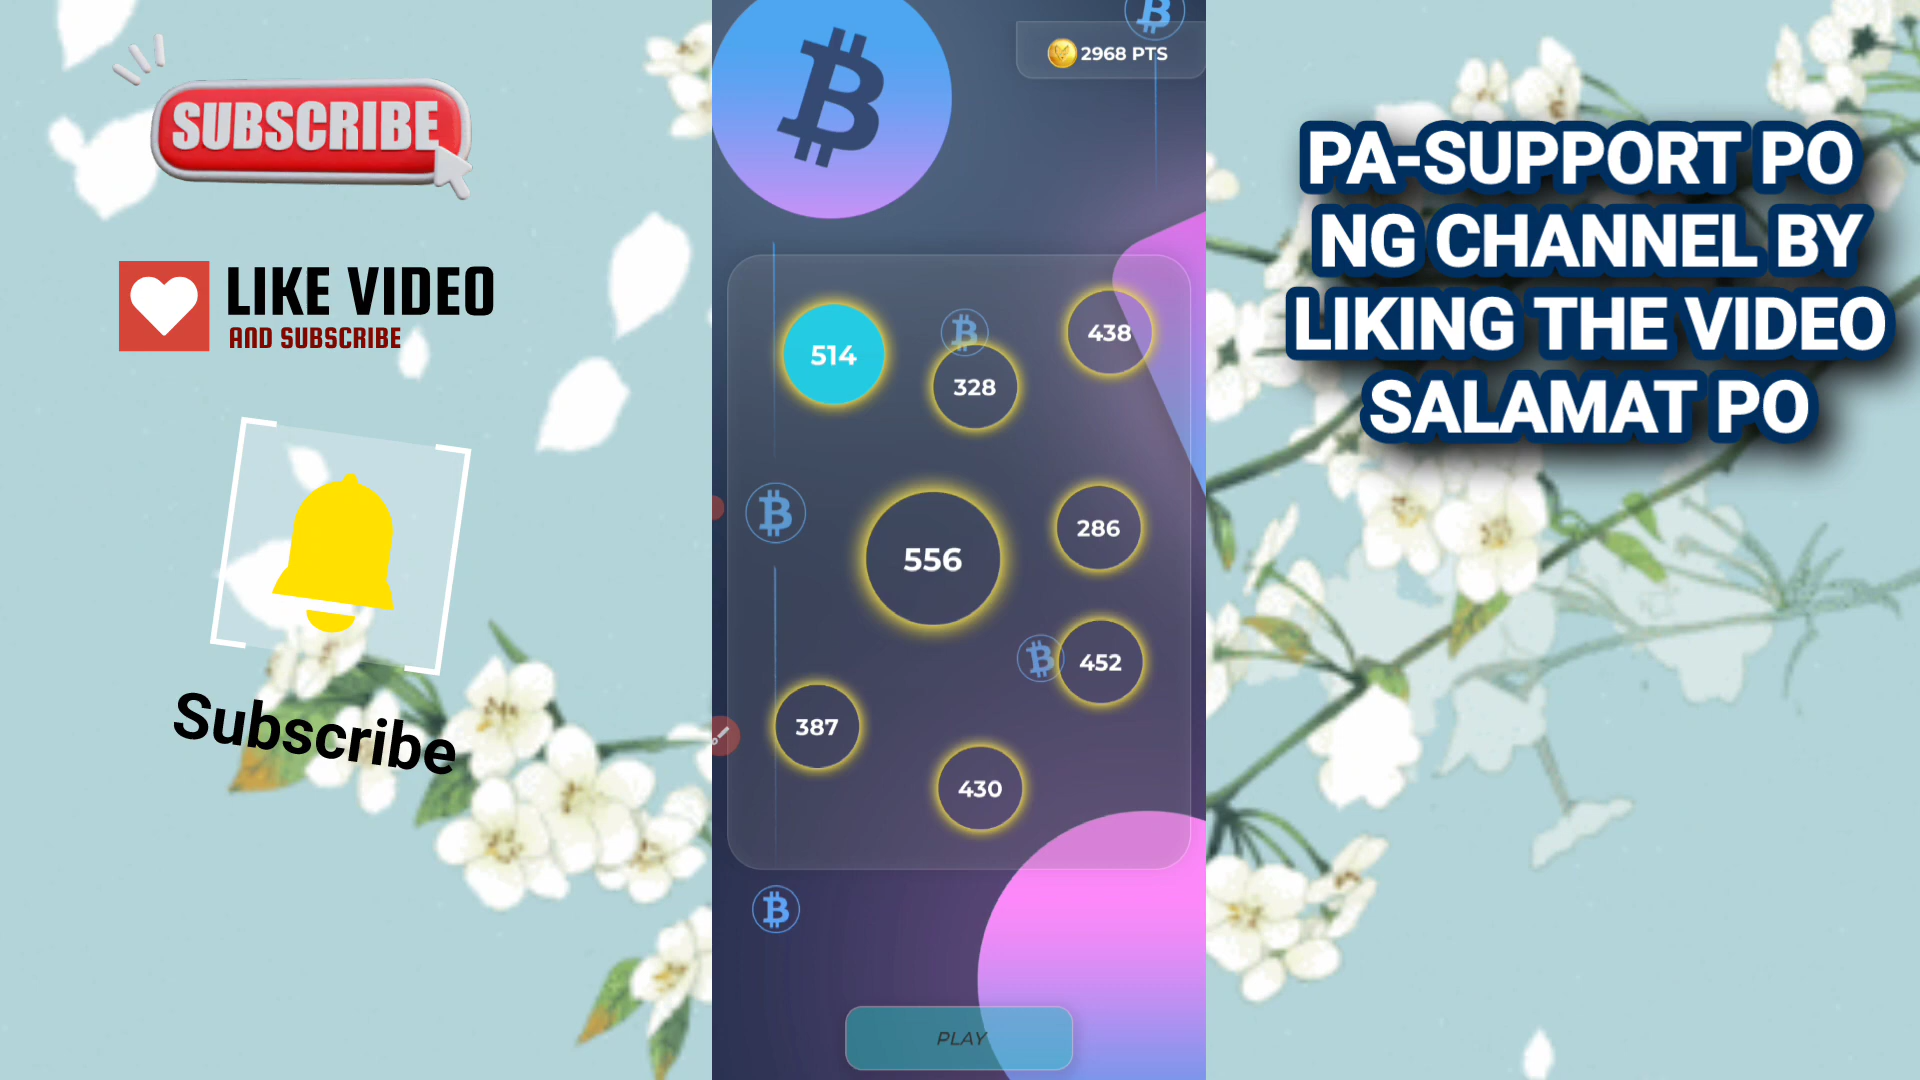 SUBSCRIBE
LIKE VIDEO
AND SUBSCRIBE
Subscribe
2968 PTS
514
328
438
556
286
452
387
430
PLAY
PA-SUPPORT PO
NG CHANNEL BY
LIKING THE VIDEO
SALAMAT PO